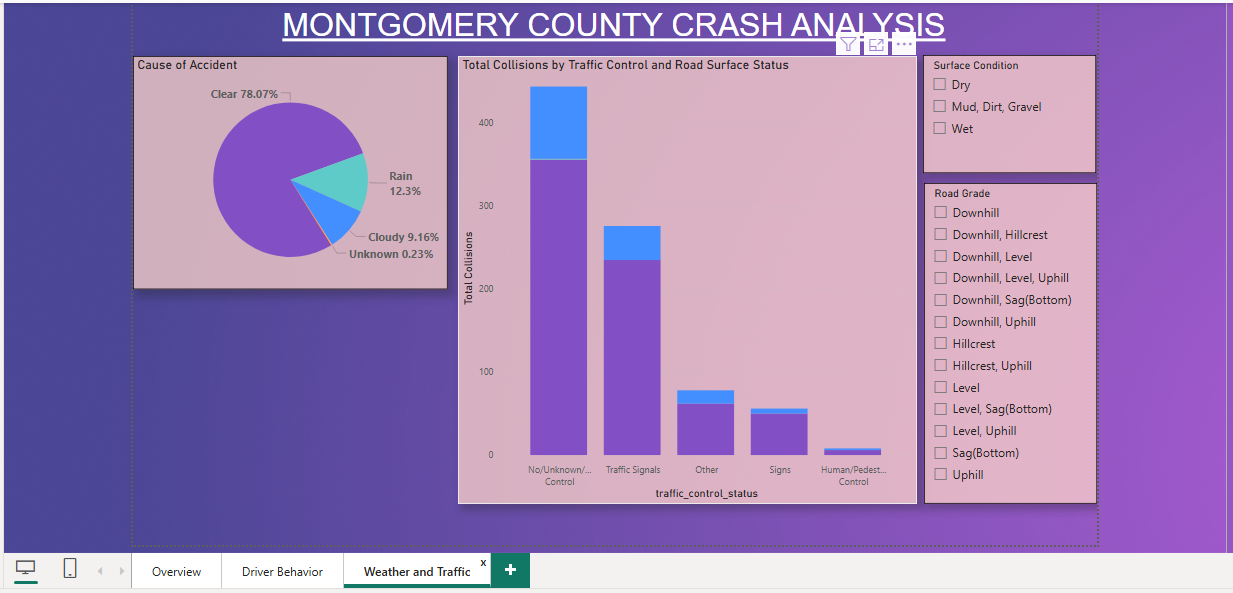 MONTGOMERY COUNTY CRASH ANALYSIS
Cause of Accident
Clear 78.07%
Rain
12.3%
Cloudy 9.16%
Unknown 0.23%
Total Collisions by Traffic Control and Road Surface Status
Total Collisions
400
300
200
100
0
No/Unknown/...
Control
Traffic Signals
Other
Signs
Human/Pedest...
Control
traffic_control_status
Surface Condition
Dry
Mud, Dirt, Gravel
Wet
Road Grade
Downhill
Downhill, Hillcrest
Downhill, Level
Downhill, Level, Uphill
Downhill, Sag(Bottom)
Downhill, Uphill
Hillcrest
Hillcrest, Uphill
Level
Level, Sag(Bottom)
Level, Uphill
Sag(Bottom)
Uphill
Overview
Driver Behavior
Weather and Traffic
x
+